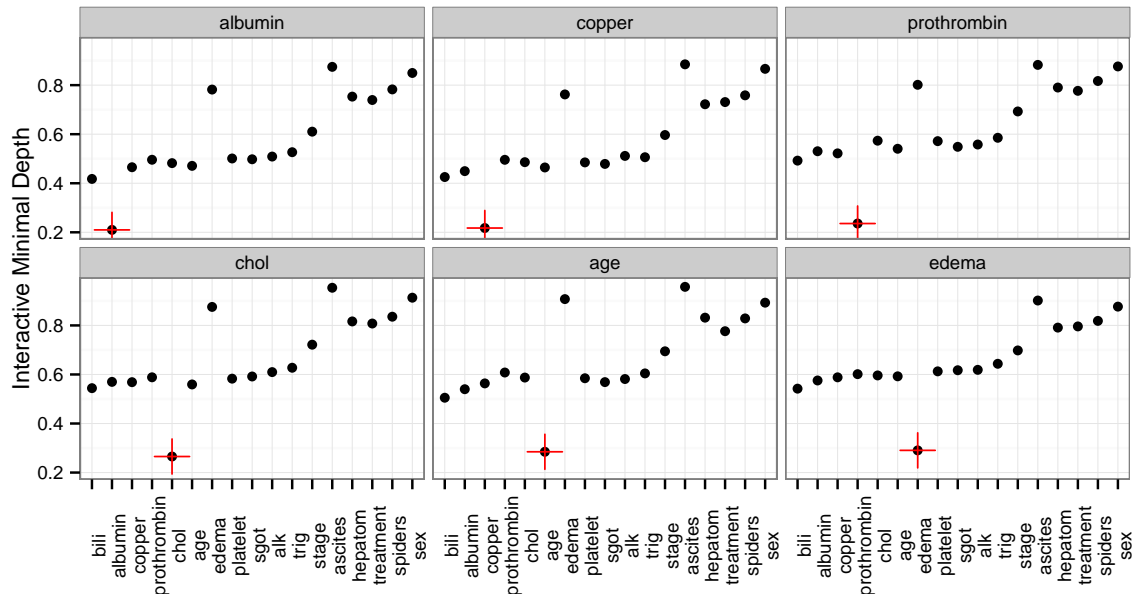 albumin copper prothrombin
Interactive Minimal Depth
0.8
0.6
0.4
0.2
chol age edema
0.8
0.6
0.4
0.2
bili albumin copper prothrombin chol age edema platelet sgot alk trig stage ascites hepatom treatment spiders sex
bili albumin copper prothrombin chol age edema platelet sgot alk trig stage ascites hepatom treatment spiders sex
bili albumin copper prothrombin chol age edema platelet sgot alk trig stage ascites hepatom treatment spiders sex